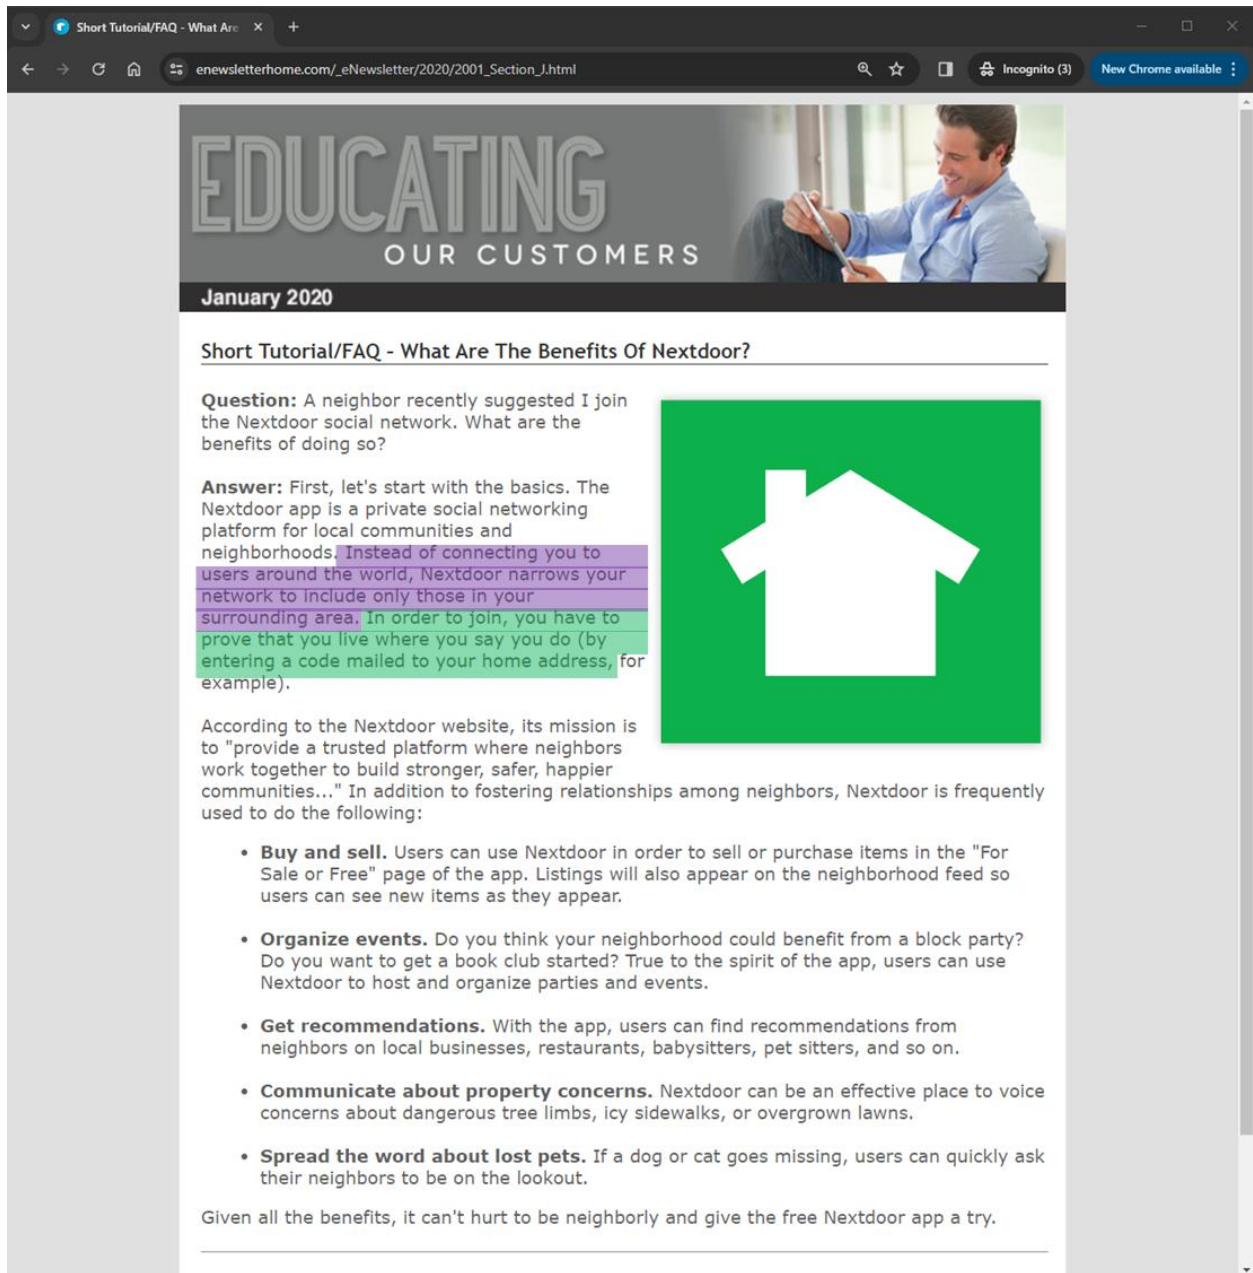 Short Tutorial/FAQ - What Are
enewsletterhome.com/_eNewsletter/2020/2001_Section_J.html
Incognito (3)
New Chrome available
EDUCATING
OUR CUSTOMERS
January 2020
Short Tutorial/FAQ - What Are The Benefits Of Nextdoor?
Question: A neighbor recently suggested I join
the Nextdoor social network. What are the
benefits of doing so?
Answer: First, let's start with the basics. The
Nextdoor app is a private social networking
platform for local communities and
neighborhoods. Instead of connecting you to
users around the world, Nextdoor narrows your
network to include only those in your
surrounding area. In order to join, you have to
prove that you live where you say you do (by
entering a code mailed to your home address, for
example).
According to the Nextdoor website, its mission is
to "provide a trusted platform where neighbors
work together to build stronger, safer, happier
communities..." In addition to fostering relationships among neighbors, Nextdoor is frequently
used to do the following:
• Buy and sell. Users can use Nextdoor in order to sell or purchase items in the "For
Sale or Free" page of the app. Listings will also appear on the neighborhood feed so
users can see new items as they appear.
• Organize events. Do you think your neighborhood could benefit from a block party?
Do you want to get a book club started? True to the spirit of the app, users can use
Nextdoor to host and organize parties and events.
• Get recommendations. With the app, users can find recommendations from
neighbors on local businesses, restaurants, babysitters, pet sitters, and so on.
• Communicate about property concerns. Nextdoor can be an effective place to voice
concerns about dangerous tree limbs, icy sidewalks, or overgrown lawns.
• Spread the word about lost pets. If a dog or cat goes missing, users can quickly ask
their neighbors to be on the lookout.
Given all the benefits, it can't hurt to be neighborly and give the free Nextdoor app a try.